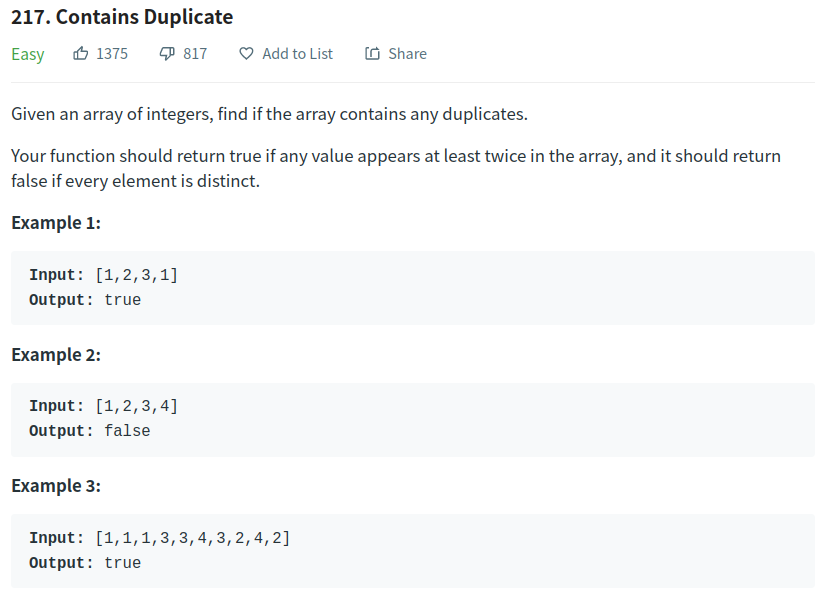 217. Contains Duplicate
Easy 1375 817 Add to List Share
Given an array of integers, find if the array contains any duplicates.
Your function should return true if any value appears at least twice in the array, and it should return
false if every element is distinct.
Example 1:
Input: [1,2,3,1]
Output: true
Example 2:
Input: [1,2,3,4]
Output: false
Example 3:
Input: [1,1,1,3,3,4,3,2,4,2]
Output: true